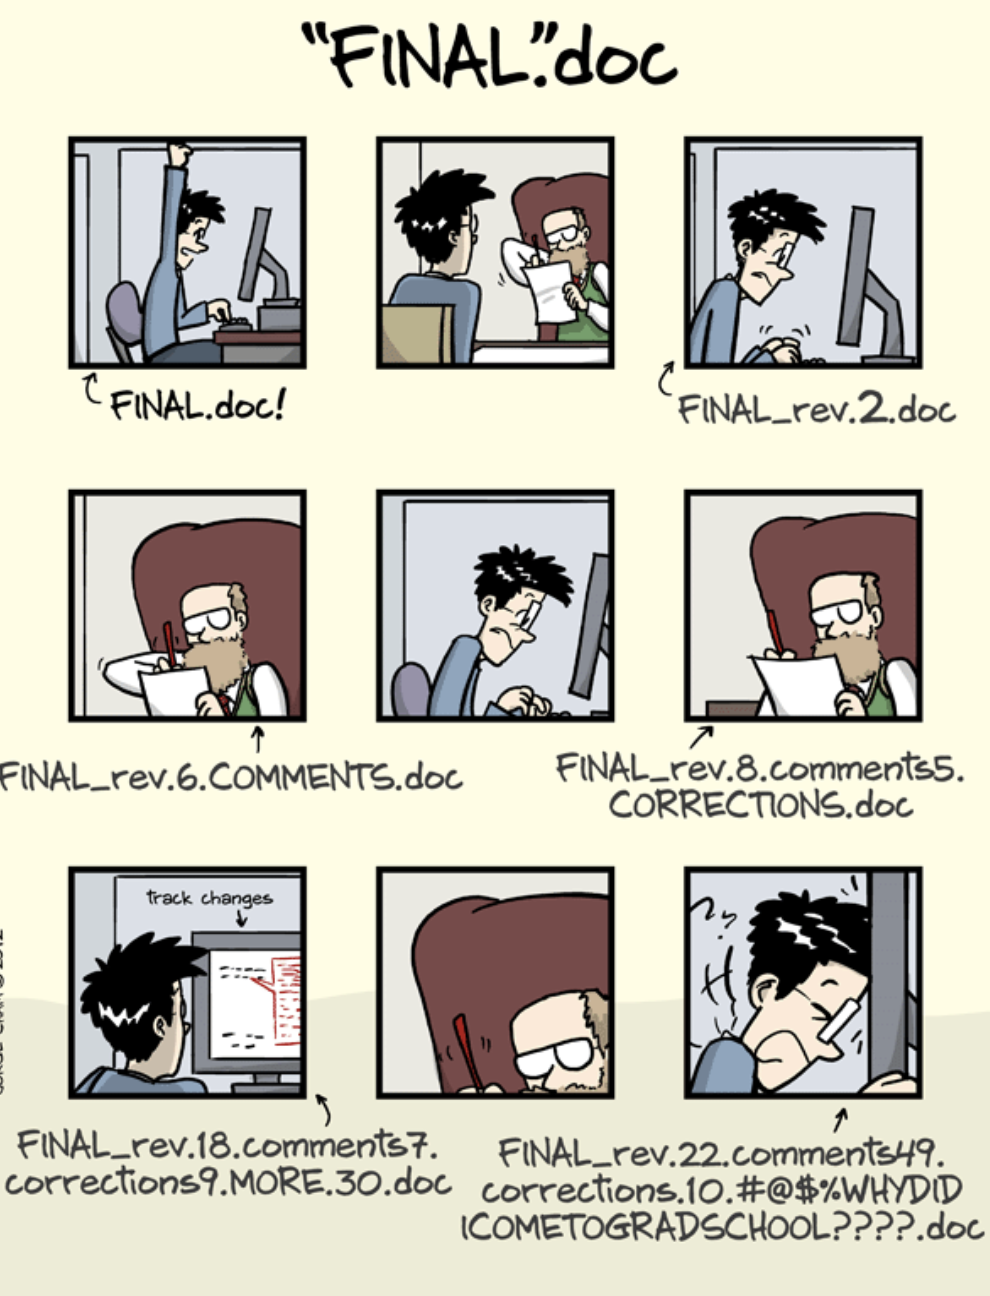 "FINAL".doc
FINAL.doc!
FINAL_rev.2.doc
FINAL_rev.6.COMMENTS.doc
FINAL_rev.8.comments5.
CORRECTIONS.doc
track changes
FINAL_rev.18.comments7.
corrections9.MORE.30.doc
FINAL_rev.22.comments49.
corrections.10.#@$%WHYDID
ICOMETOGRADSCHOOL????.doc